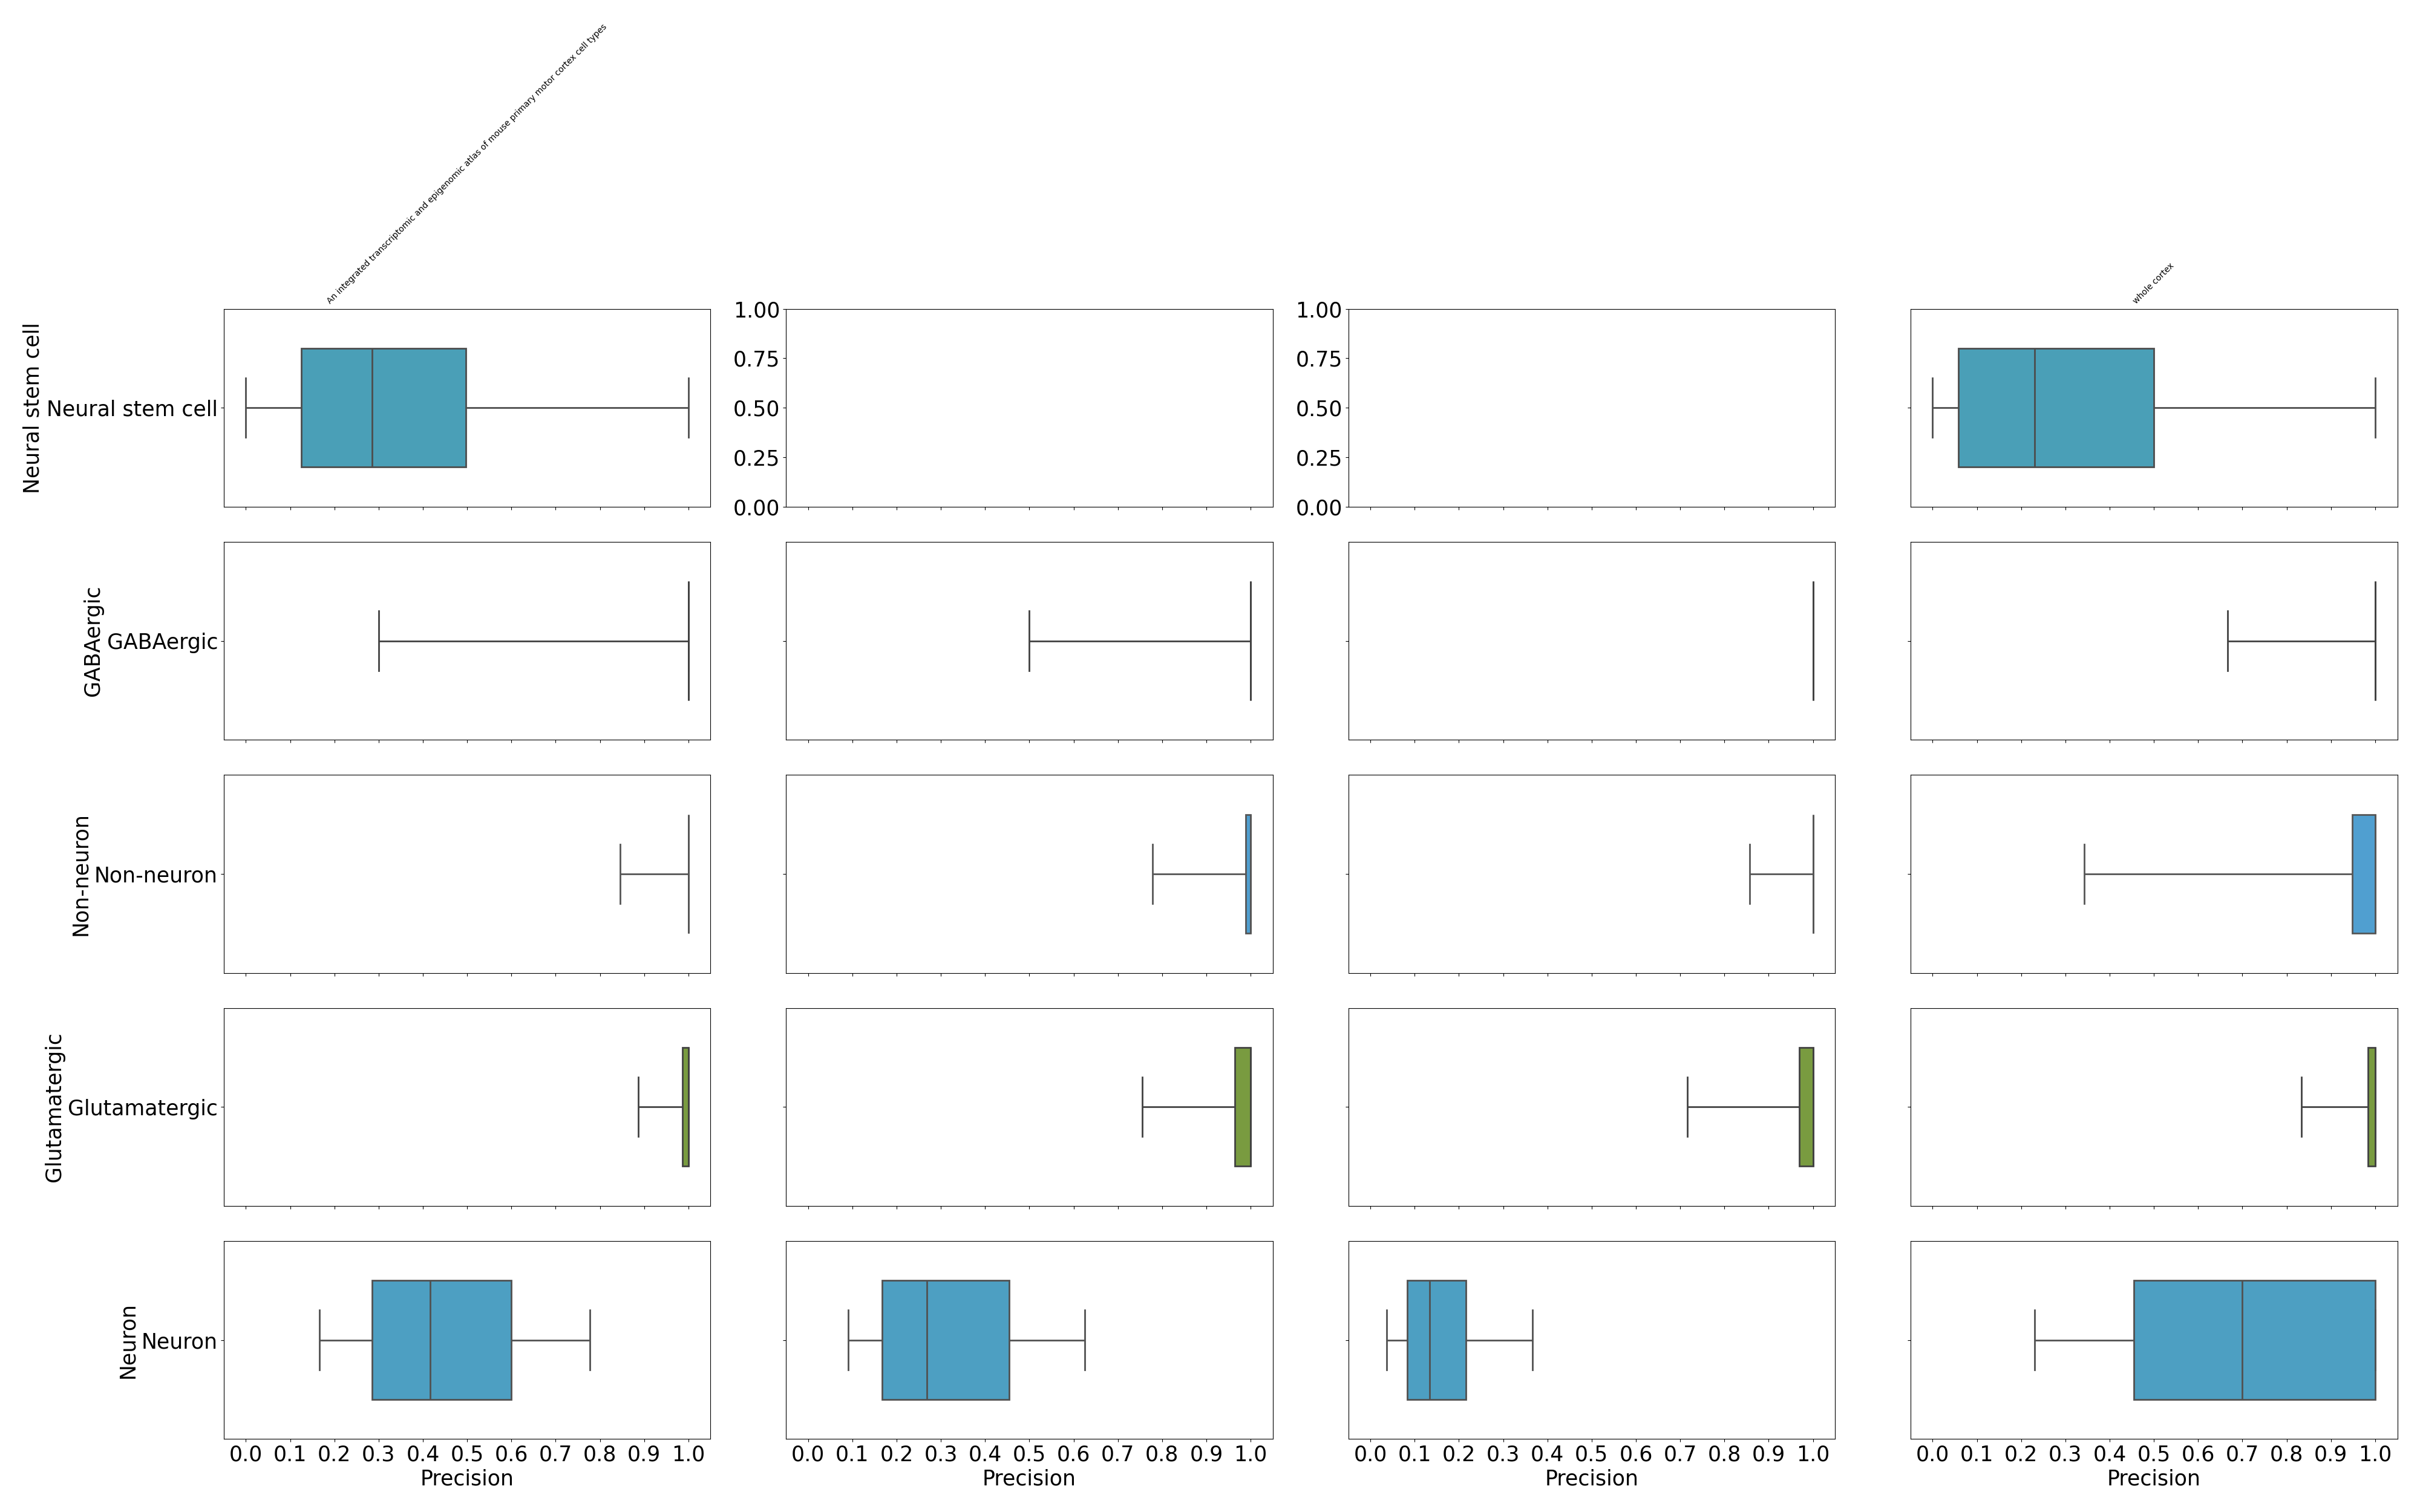 An integrated transcriptomic and epigenomic atlas of mouse primary motor cortex cell types
whole cortex
Neural stem cell
Neural stem cell
1.00
0.75
0.50
0.25
0.00
1.00
0.75
0.50
0.25
0.00
GABAergic
GABAergic
Non-neuron
Non-neuron
Glutamatergic
Glutamatergic
Neuron
Neuron
0.0 0.1 0.2 0.3 0.4 0.5 0.6 0.7 0.8 0.9 1.0
Precision
0.0 0.1 0.2 0.3 0.4 0.5 0.6 0.7 0.8 0.9 1.0
Precision
0.0 0.1 0.2 0.3 0.4 0.5 0.6 0.7 0.8 0.9 1.0
Precision
0.0 0.1 0.2 0.3 0.4 0.5 0.6 0.7 0.8 0.9 1.0
Precision